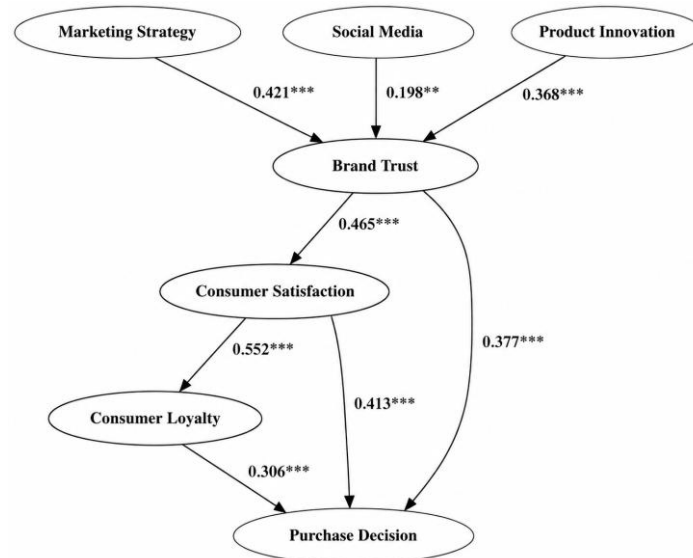 Marketing Strategy
Social Media
Product Innovation
0.421***
0.198**
0.368***
Brand Trust
0.465***
Consumer Satisfaction
0.377***
0.552***
0.413***
Consumer Loyalty
0.306***
Purchase Decision